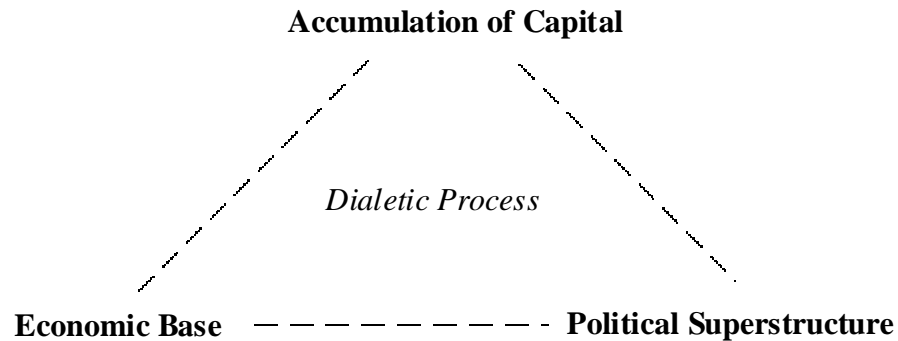 Accumulation of Capital
Dialetic Process
Economic Base
Political Superstructure